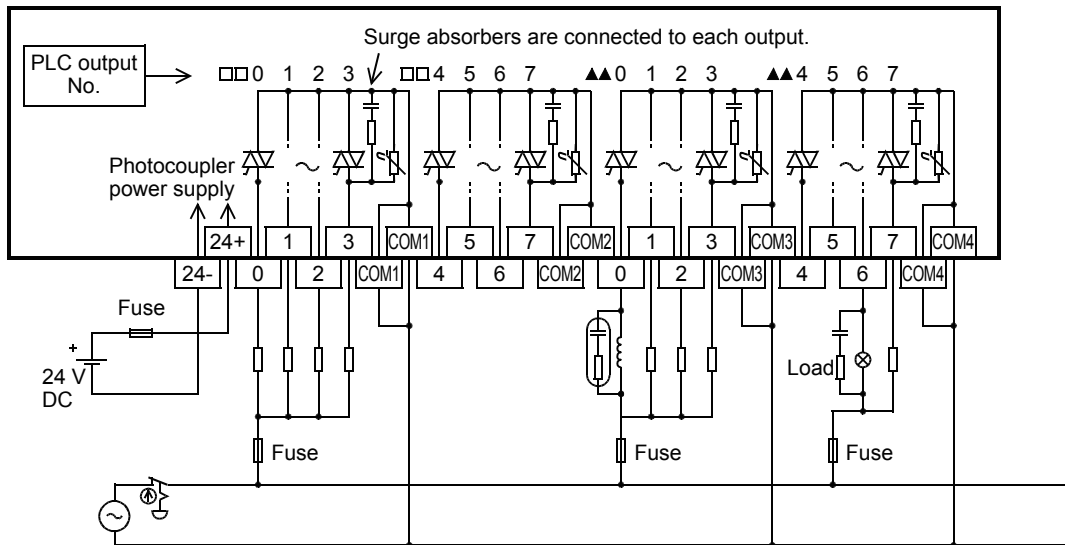 Surge absorbers are connected to each output.
PLC output
No.
□□ 0 1 2 3 □□ 4 5 6 7 ▲▲ 0 1 2 3 ▲▲ 4 5 6 7
Photocoupler
power supply
24+ 1 3 COM1 5 7 COM2 1 3 COM3 5 7 COM4
24- 0 2 COM1 4 6 COM2 0 2 COM3 4 6 COM4
Fuse
+
24 V
DC
Load
Fuse Fuse Fuse